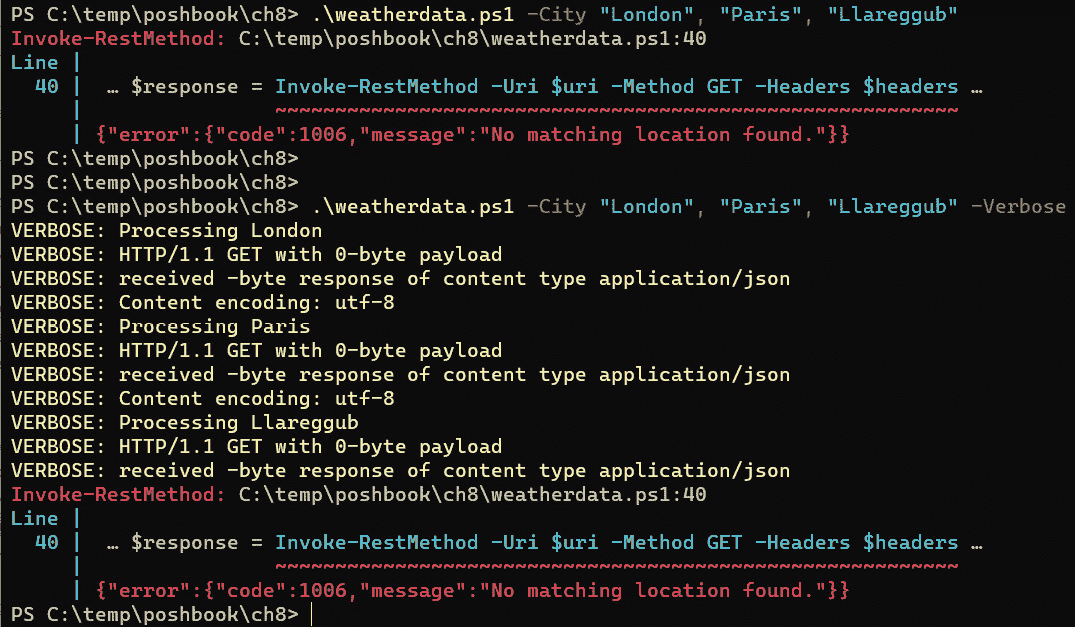 PS C:\temp\poshbook\ch8> .\weatherdata.ps1 -City "London", "Paris", "Llareggub"
Invoke-RestMethod: C:\temp\poshbook\ch8\weatherdata.ps1:40
Line |
  40 |  … $response = Invoke-RestMethod -Uri $uri -Method GET -Headers $headers …
     |                ~~~~~~~~~~~~~~~~~~~~~~~~~~~~~~~~~~~~~~~~~~~~~~~~~~~~~~~~~
     | {"error":{"code":1006,"message":"No matching location found."}}
PS C:\temp\poshbook\ch8>
PS C:\temp\poshbook\ch8>
PS C:\temp\poshbook\ch8> .\weatherdata.ps1 -City "London", "Paris", "Llareggub" -Verbose
VERBOSE: Processing London
VERBOSE: HTTP/1.1 GET with 0-byte payload
VERBOSE: received -byte response of content type application/json
VERBOSE: Content encoding: utf-8
VERBOSE: Processing Paris
VERBOSE: HTTP/1.1 GET with 0-byte payload
VERBOSE: received -byte response of content type application/json
VERBOSE: Content encoding: utf-8
VERBOSE: Processing Llareggub
VERBOSE: HTTP/1.1 GET with 0-byte payload
VERBOSE: received -byte response of content type application/json
Invoke-RestMethod: C:\temp\poshbook\ch8\weatherdata.ps1:40
Line |
  40 |  … $response = Invoke-RestMethod -Uri $uri -Method GET -Headers $headers …
     |                ~~~~~~~~~~~~~~~~~~~~~~~~~~~~~~~~~~~~~~~~~~~~~~~~~~~~~~~~~
     | {"error":{"code":1006,"message":"No matching location found."}}
PS C:\temp\poshbook\ch8>